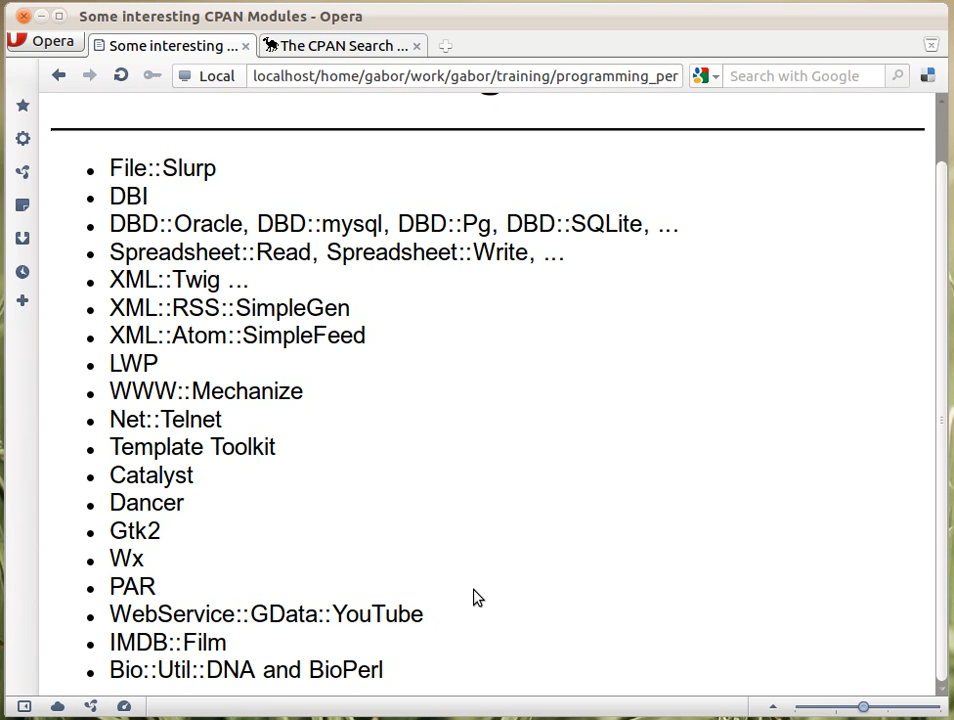 Some interesting CPAN Modules - Opera
Opera
Some interesting ...
The CPAN Search ...
Local
localhost/home/gabor/work/gabor/training/programming_per
Search with Google
File::Slurp
DBI
DBD::Oracle, DBD::mysql, DBD::Pg, DBD::SQLite, ...
Spreadsheet::Read, Spreadsheet::Write, ...
XML::Twig ...
XML::RSS::SimpleGen
XML::Atom::SimpleFeed
LWP
WWW::Mechanize
Net::Telnet
Template Toolkit
Catalyst
Dancer
Gtk2
Wx
PAR
WebService::GData::YouTube
IMDB::Film
Bio::Util::DNA and BioPerl